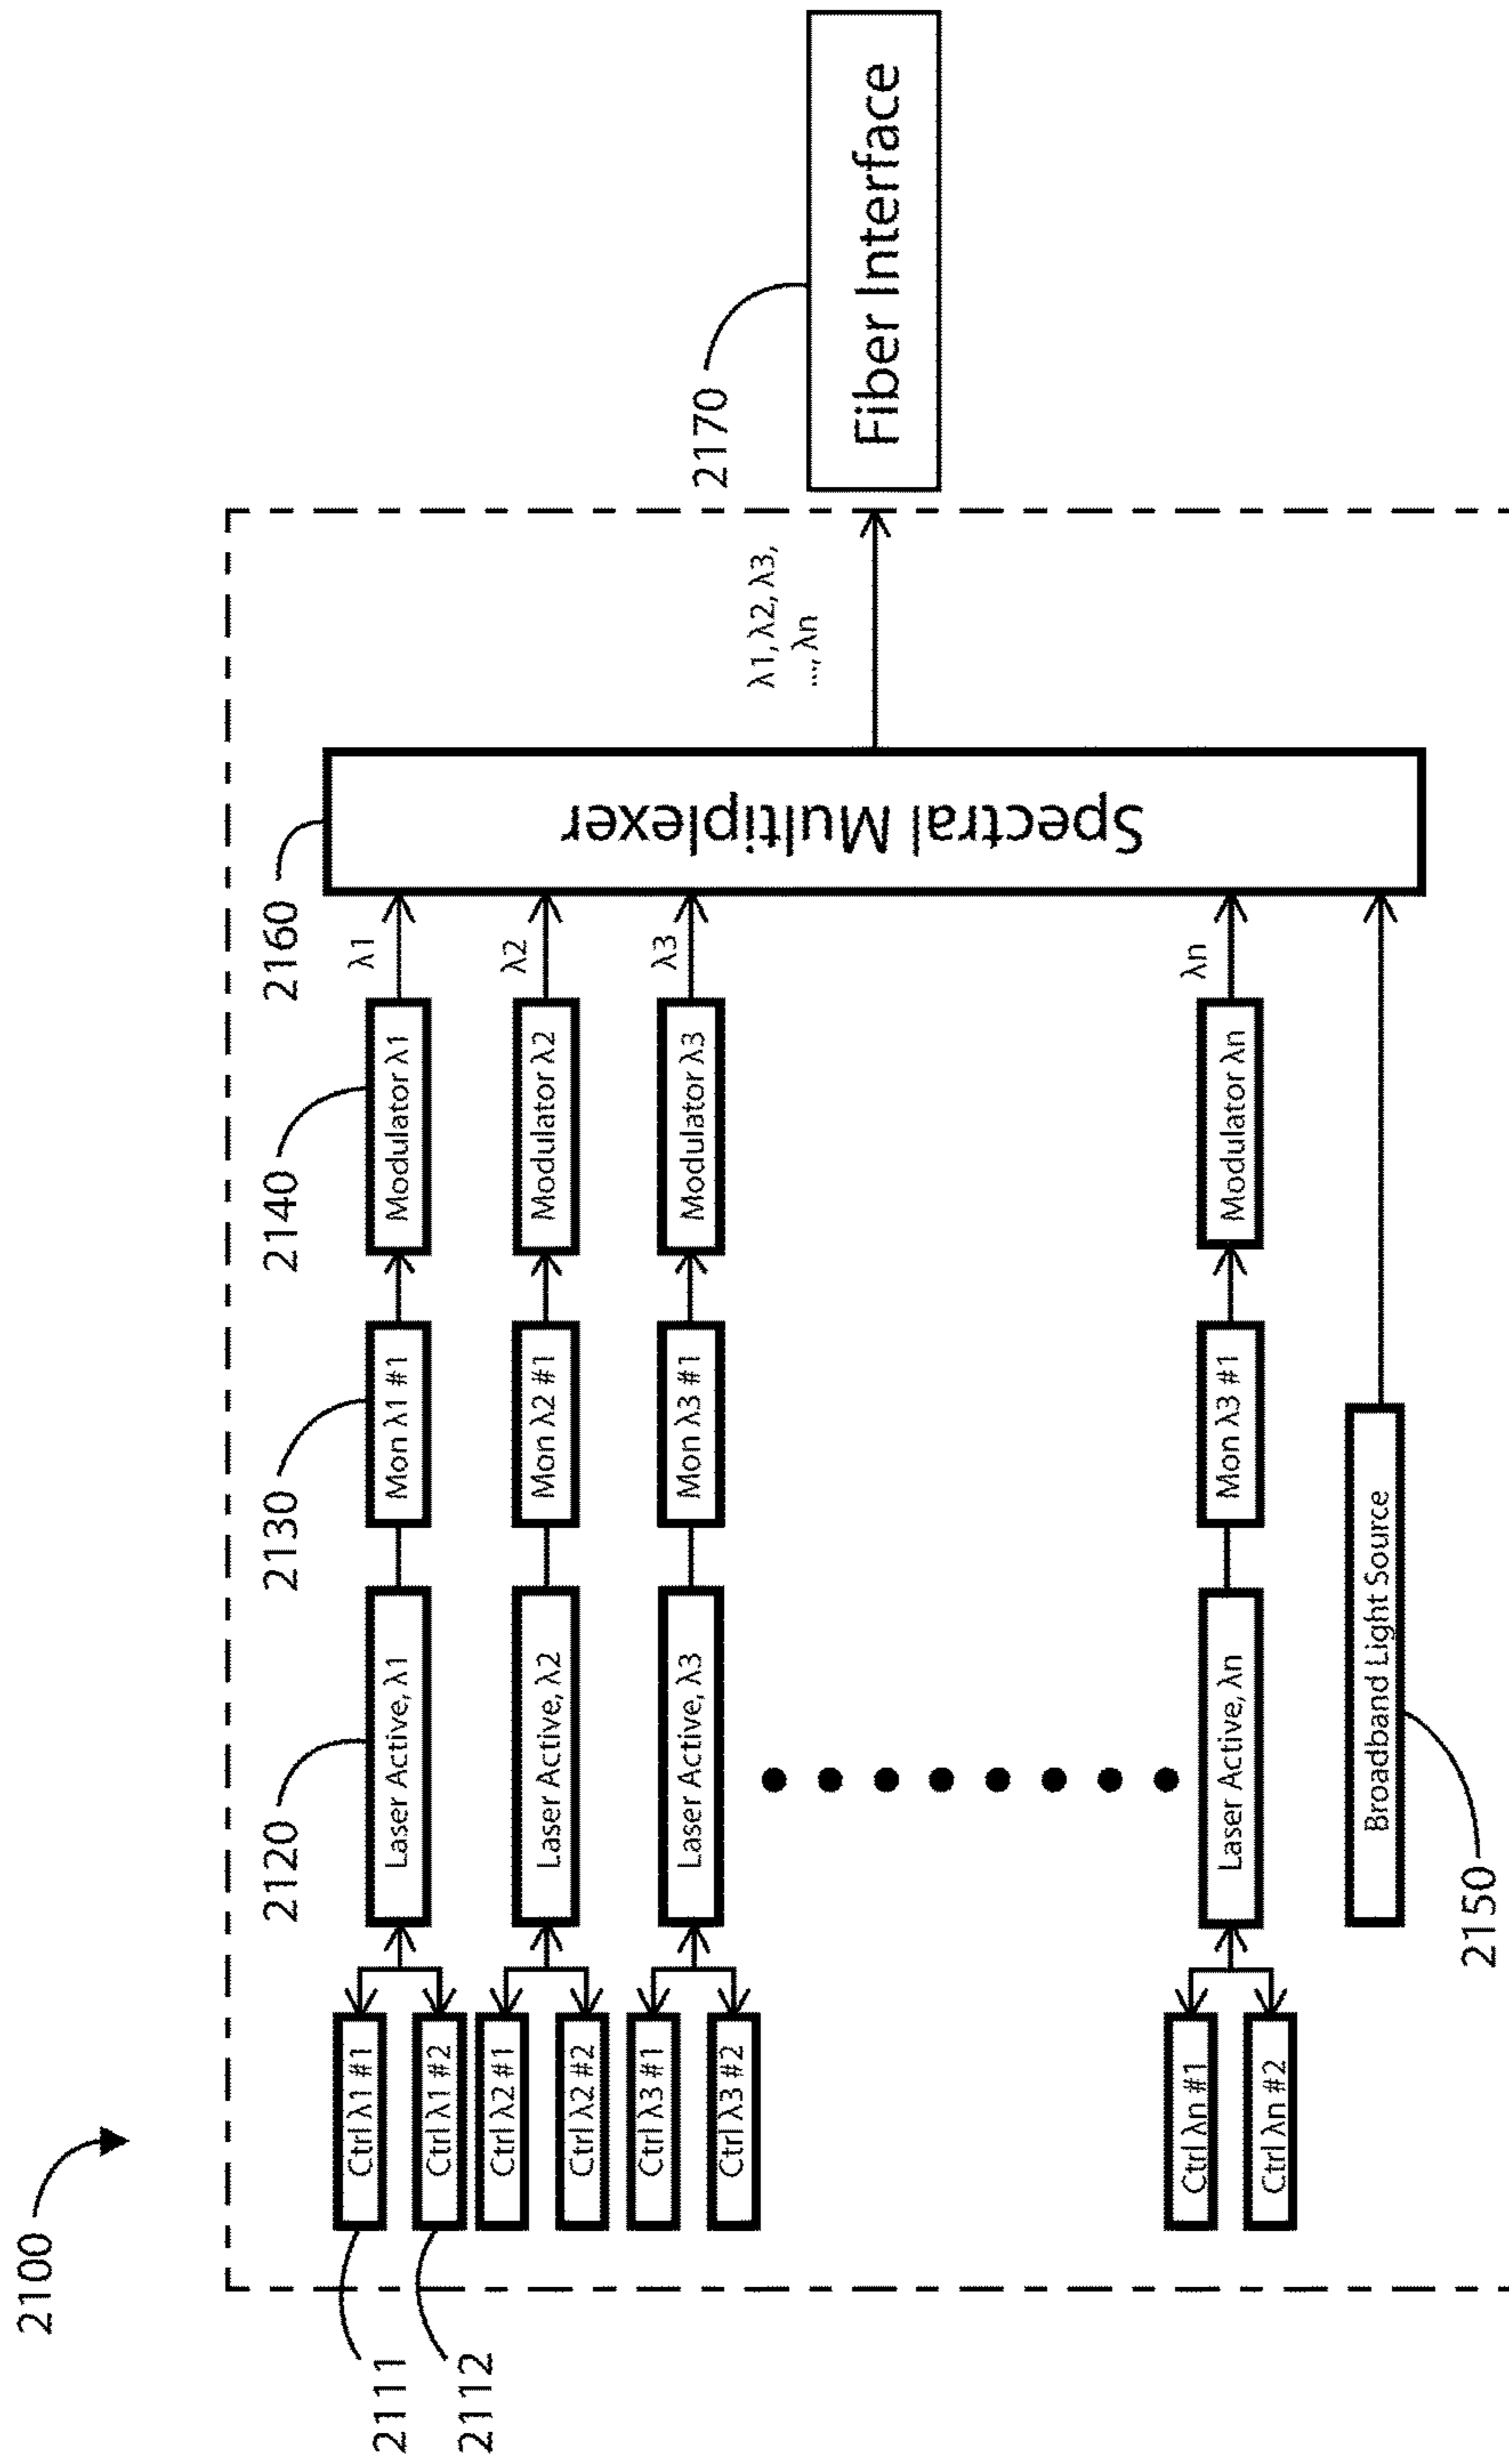 2100
2111
2112
Ctrl λ1 #1
Ctrl λ1 #2
Ctrl λ2 #1
Ctrl λ2 #2
Ctrl λ3 #1
Ctrl λ3 #2
Ctrl λn #1
Ctrl λn #2
2120
Laser Active, λ1
Laser Active, λ2
Laser Active, λ3
Laser Active, λn
2150
Broadband Light Source
2130
Mon λ1 #1
Mon λ2 #1
Mon λ3 #1
Mon λ3 #1
2140
Modulator λ1
Modulator λ2
Modulator λ3
Modulator λn
λ1
λ2
λ3
λn
2160
Spectral Multiplexer
λ1, λ2, λ3,
..., λn
2170
Fiber Interface